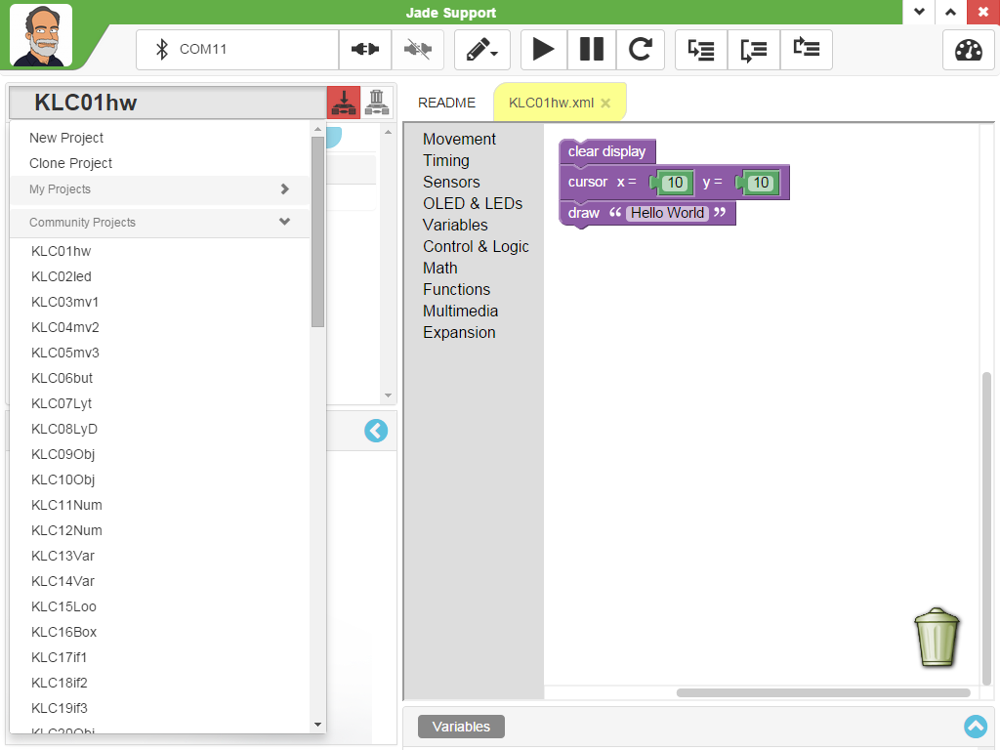 Jade Support
COM11
KLC01hw
New Project
Clone Project
My Projects
Community Projects
KLC01hw
KLC02led
KLC03mv1
KLC04mv2
KLC05mv3
KLC06but
KLC07Lyt
KLC08LyD
KLC09Obj
KLC10Obj
KLC11Num
KLC12Num
KLC13Var
KLC14Var
KLC15Loo
KLC16Box
KLC17if1
KLC18if2
KLC19if3
KLC20Obj
README
KLC01hw.xml
Movement
Timing
Sensors
OLED & LEDs
Variables
Control & Logic
Math
Functions
Multimedia
Expansion
clear display
cursor x = 10 y = 10
draw “ Hello World ”
Variables